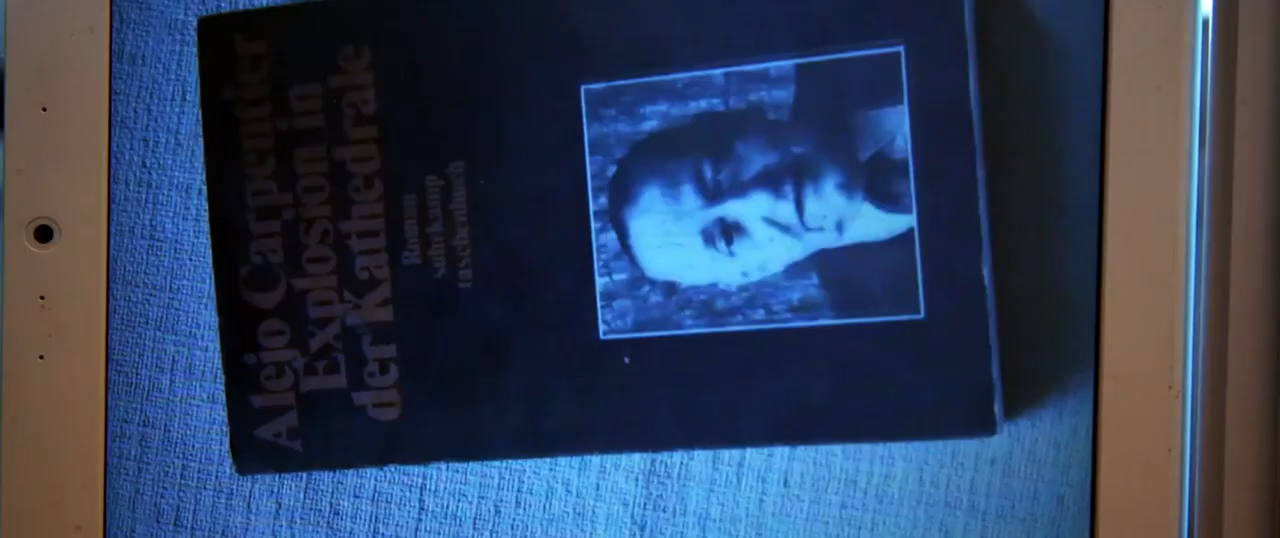 Alejo Carpentier
Explosion in
der Kathedrale
Roman
suhrkamp
taschenbuch